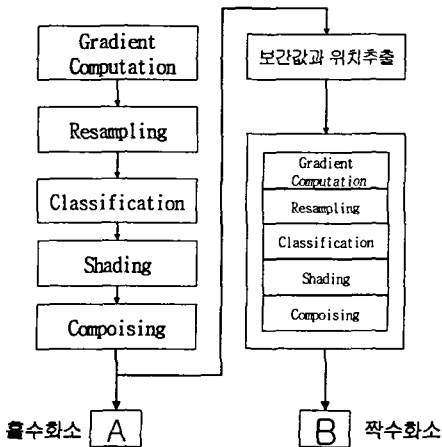 Gradient
Computation
Resampling
Classification
Shading
Compoising
홀수화소
A
보간값과 위치추출
Gradient
Computation
Resampling
Classification
Shading
Compoising
B
짝수화소